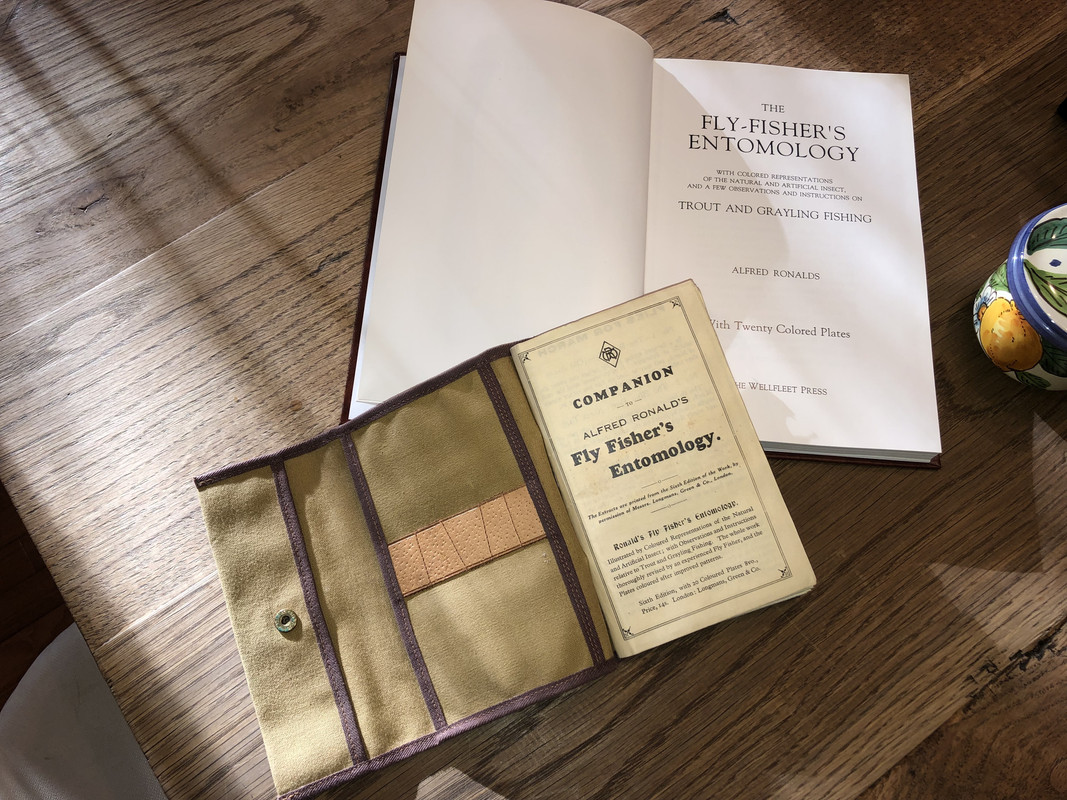 THE
FLY-FISHER'S
ENTOMOLOGY
WITH COLORED REPRESENTATIONS
OF THE NATURAL AND ARTIFICIAL INSECT,
AND A FEW OBSERVATIONS AND INSTRUCTIONS ON
TROUT AND GRAYLING FISHING
ALFRED RONALDS
With Twenty Colored Plates
THE WELLFLEET PRESS
COMPANION
— TO —
ALFRED RONALD'S
Fly Fisher's
Entomology.
The Extracts are printed from the Sixth Edition of the Work, by
permission of Messrs. Longmans, Green & Co., London.
Ronald's Fly Fisher's Entomology.
Illustrated by Coloured Representations of the Natural
and Artificial Insect; with Observations and Instructions
relative to Trout and Grayling Fishing. The whole work
thoroughly revised by an experienced Fly Fisher, and the
Plates coloured after improved patterns.
Sixth Edition, with 20 Coloured Plates 8vo.,
Price, 14s. London: Longmans, Green & Co.